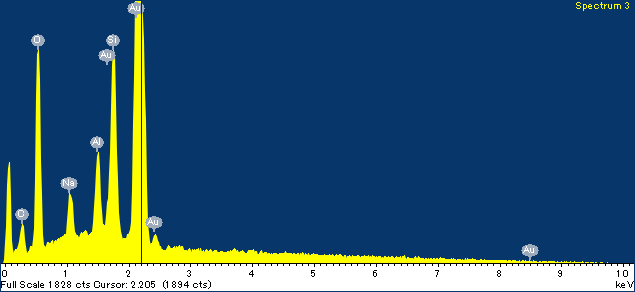 Spectrum 3
Au
O
Si
Au
Al
Na
C
Au
Au
0 1 2 3 4 5 6 7 8 9 10
Full Scale 1828 cts Cursor: 2.205 (1894 cts) keV